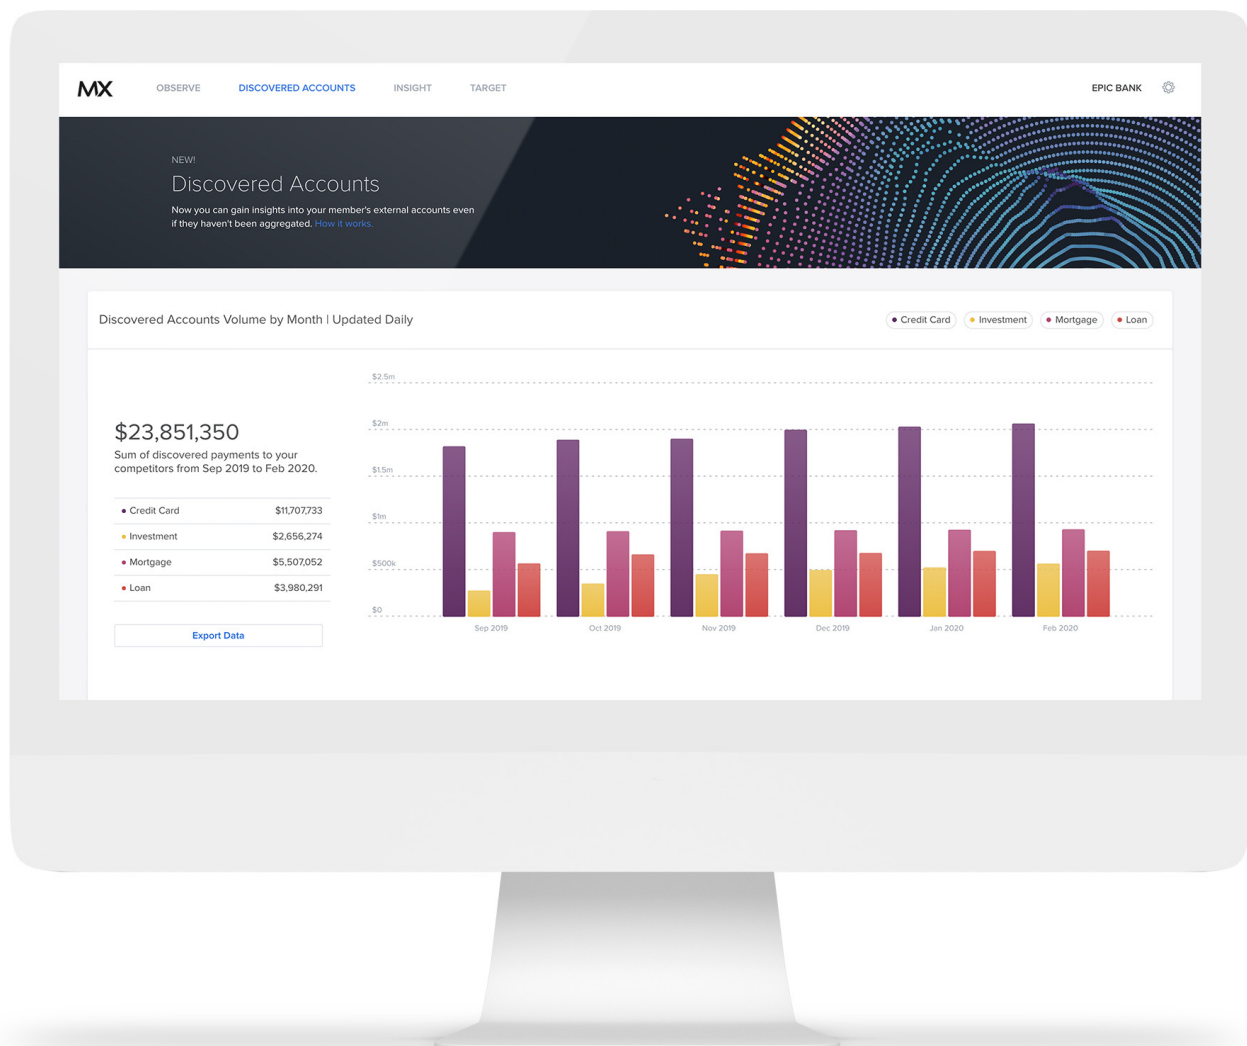 MX OBSERVE DISCOVERED ACCOUNTS INSIGHT TARGET EPIC BANK
NEW!
Discovered Accounts
Now you can gain insights into your member's external accounts even
if they haven't been aggregated. How it works.
Discovered Accounts Volume by Month | Updated Daily
Credit Card Investment Mortgage Loan
$23,851,350
Sum of discovered payments to your
competitors from Sep 2019 to Feb 2020.
Credit Card $11,707,733
Investment $2,656,274
Mortgage $5,507,052
Loan $3,980,291
Export Data
$2.5m
$2m
$1.5m
$1m
$500k
$0
Sep 2019 Oct 2019 Nov 2019 Dec 2019 Jan 2020 Feb 2020